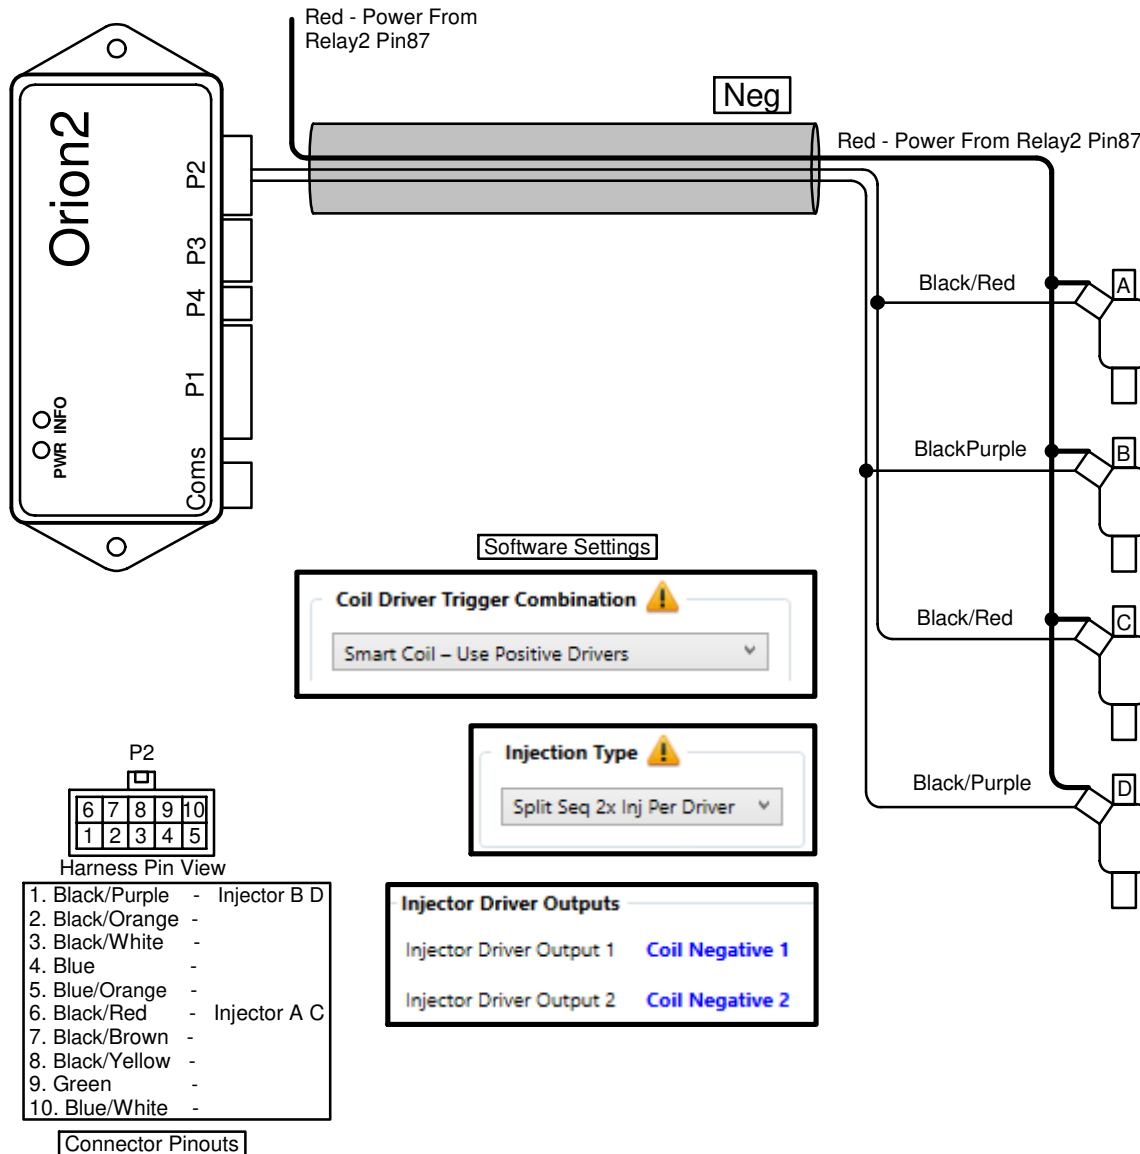 Red - Power From
Relay2 Pin87
Neg
Red - Power From Relay2 Pin87
Orion2
P2
P3
P4
P1
Coms
INFO
PWR
Black/Red
A
BlackPurple
B
Black/Red
C
Black/Purple
D
Software Settings
Coil Driver Trigger Combination
Smart Coil – Use Positive Drivers
Injection Type
Split Seq 2x Inj Per Driver
Injector Driver Outputs
Injector Driver Output 1 Coil Negative 1
Injector Driver Output 2 Coil Negative 2
P2
6 7 8 9 10
1 2 3 4 5
Harness Pin View
1. Black/Purple - Injector B D
2. Black/Orange -
3. Black/White -
4. Blue -
5. Blue/Orange -
6. Black/Red - Injector A C
7. Black/Brown -
8. Black/Yellow -
9. Green -
10. Blue/White -
Connector Pinouts